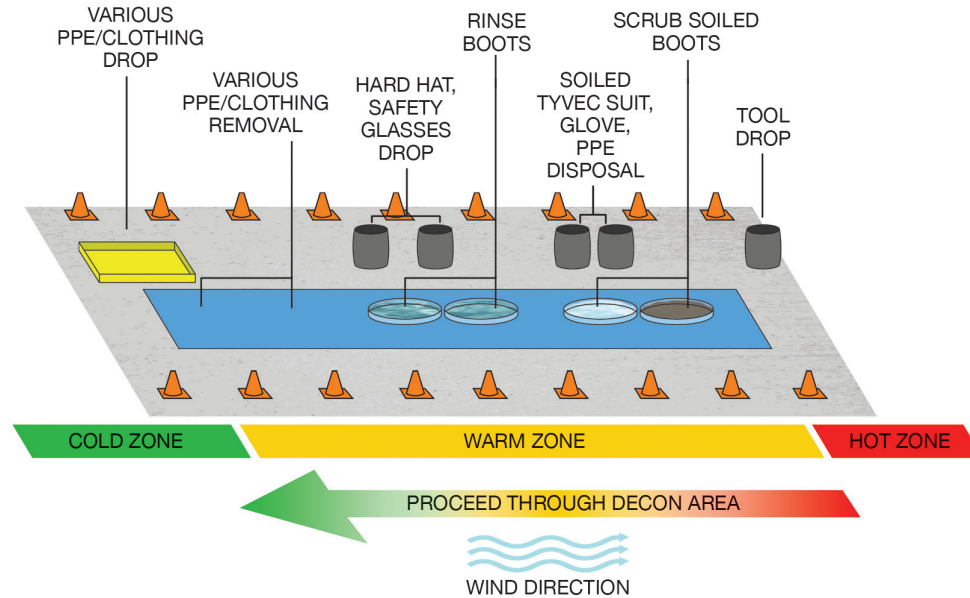 VARIOUS
PPE/CLOTHING
DROP
VARIOUS
PPE/CLOTHING
REMOVAL
HARD HAT,
SAFETY
GLASSES
DROP
RINSE
BOOTS
SOILED
TYVEC SUIT,
GLOVE,
PPE
DISPOSAL
SCRUB SOILED
BOOTS
TOOL
DROP
COLD ZONE
WARM ZONE
HOT ZONE
PROCEED THROUGH DECON AREA
WIND DIRECTION